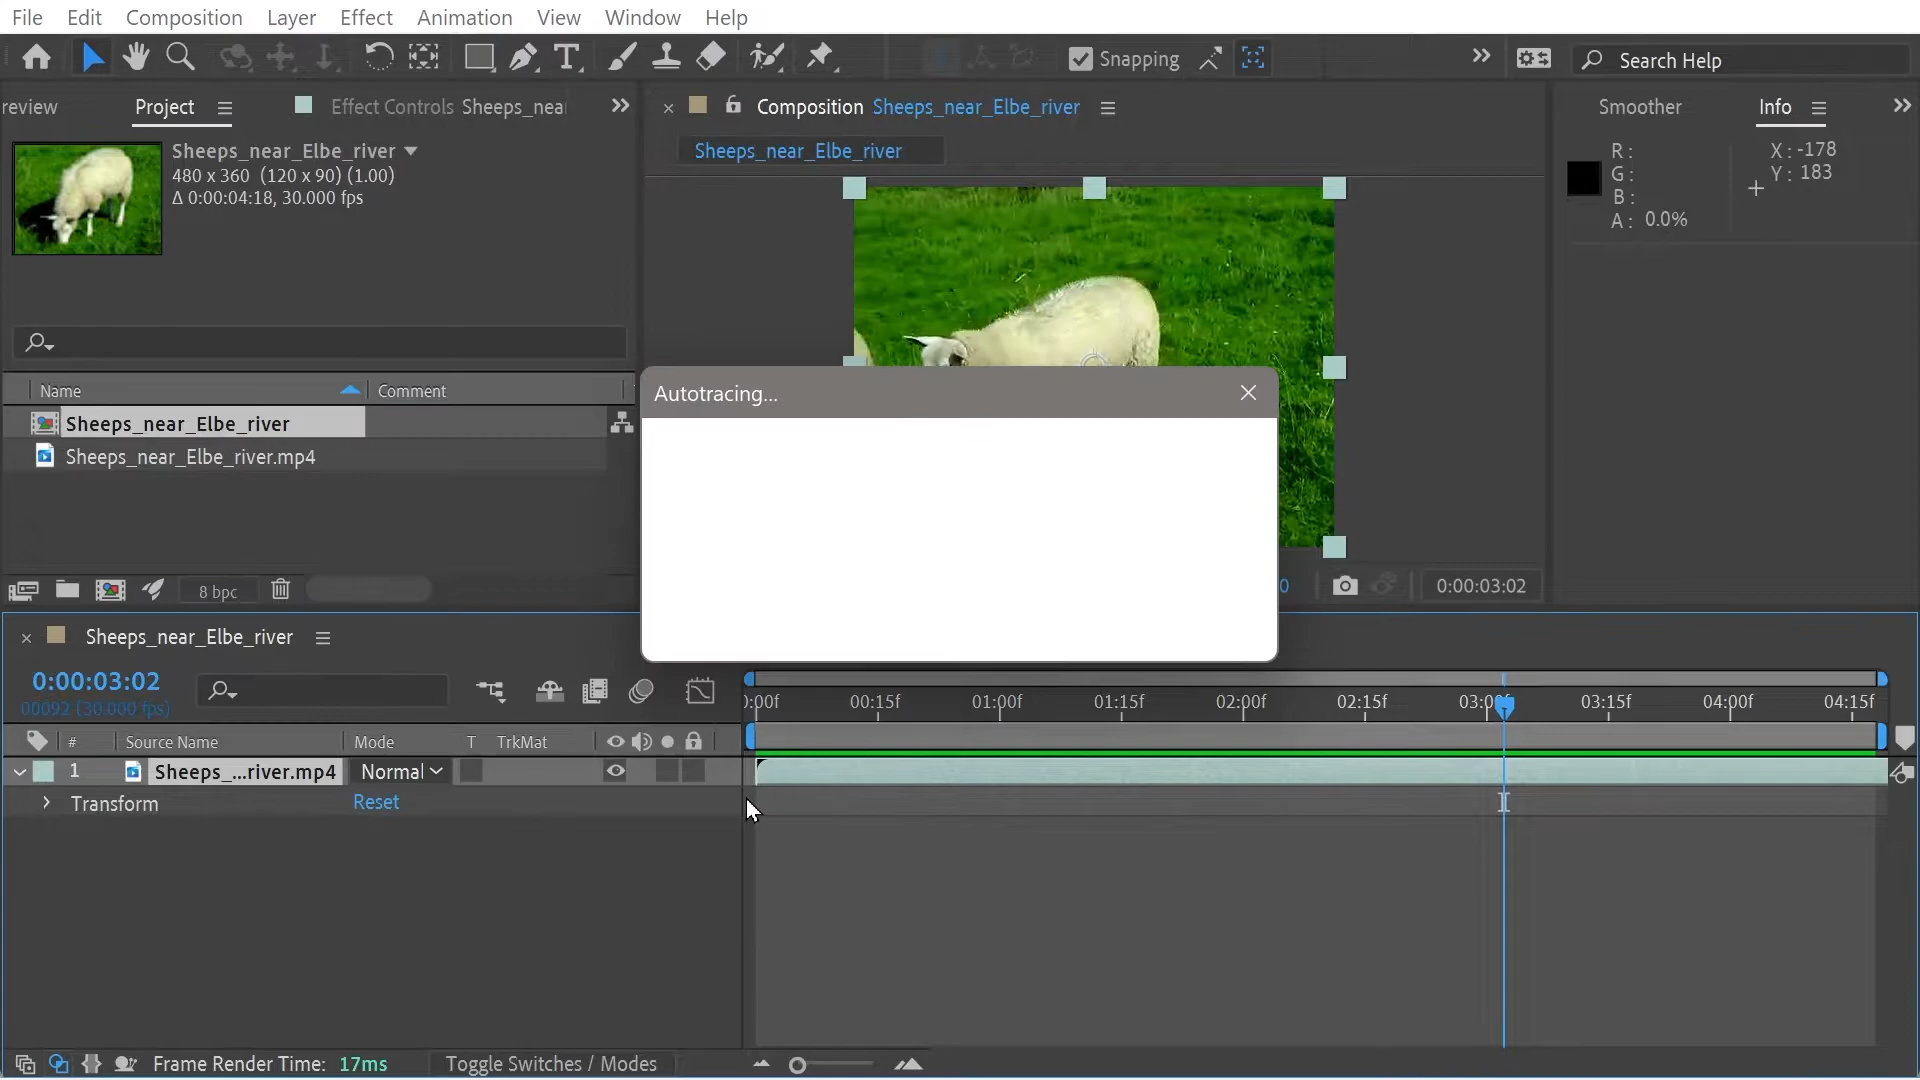 File Edit Composition Layer Effect Animation View Window Help
Snapping
Search Help
review Project Effect Controls Sheeps_nea
Composition Sheeps_near_Elbe_river
Smoother Info
Sheeps_near_Elbe_river
480 x 360 (120 x 90) (1.00)
Δ 0:00:04:18, 30.000 fps
Sheeps_near_Elbe_river
R :
G :
B :
A : 0.0%
X : -178
Y : 183
Name Comment
Sheeps_near_Elbe_river
Sheeps_near_Elbe_river.mp4
8 bpc
Autotracing...
0 0:00:03:02
Sheeps_near_Elbe_river
0:00:03:02
00092 (30.000 fps)
):00f 00:15f 01:00f 01:15f 02:00f 02:15f 03:00f 03:15f 04:00f 04:15f
# Source Name Mode T TrkMat
1 Sheeps_...river.mp4 Normal
Transform Reset
Frame Render Time: 17ms Toggle Switches / Modes